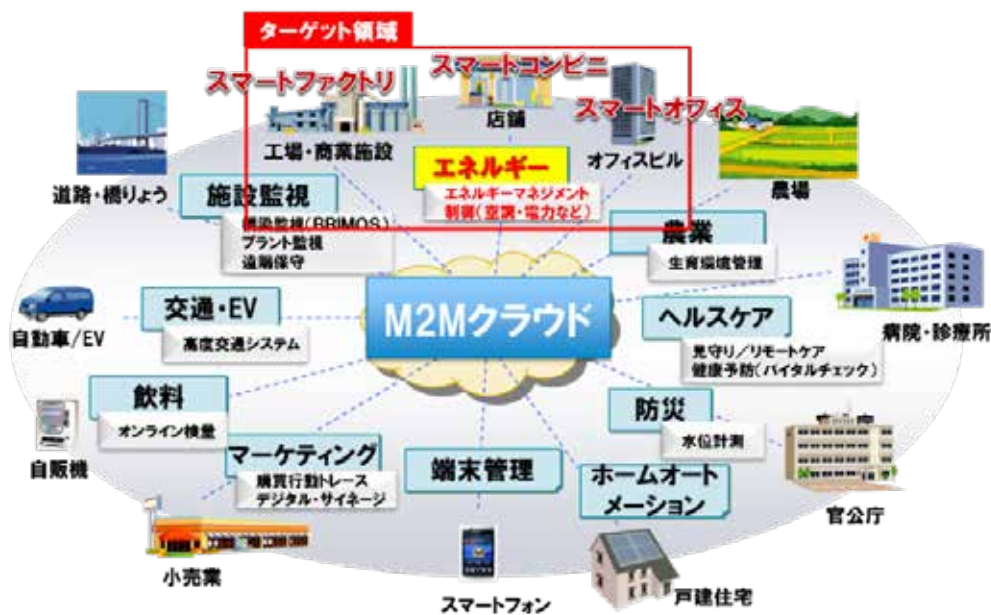 ターゲット領域
スマートファクトリ
スマートコンビニ
スマートオフィス
工場・商業施設
店舗
オフィスビル
農場
道路・橋りょう
施設監視
橋梁監視(BRIMOS)
プラント監視
遠隔保守
エネルギー
エネルギーマネジメント
制御(空調・電力など)
農業
生育環境管理
交通・EV
高度交通システム
自動車/EV
M2Mクラウド
ヘルスケア
見守り/リモートケア
健康予防(バイタルチェック)
病院・診療所
飲料
オンライン検量
自販機
防災
水位計測
官公庁
マーケティング
購買行動トレース
デジタル・サイネージ
小売業
端末管理
スマートフォン
ホームオート
メーション
戸建住宅